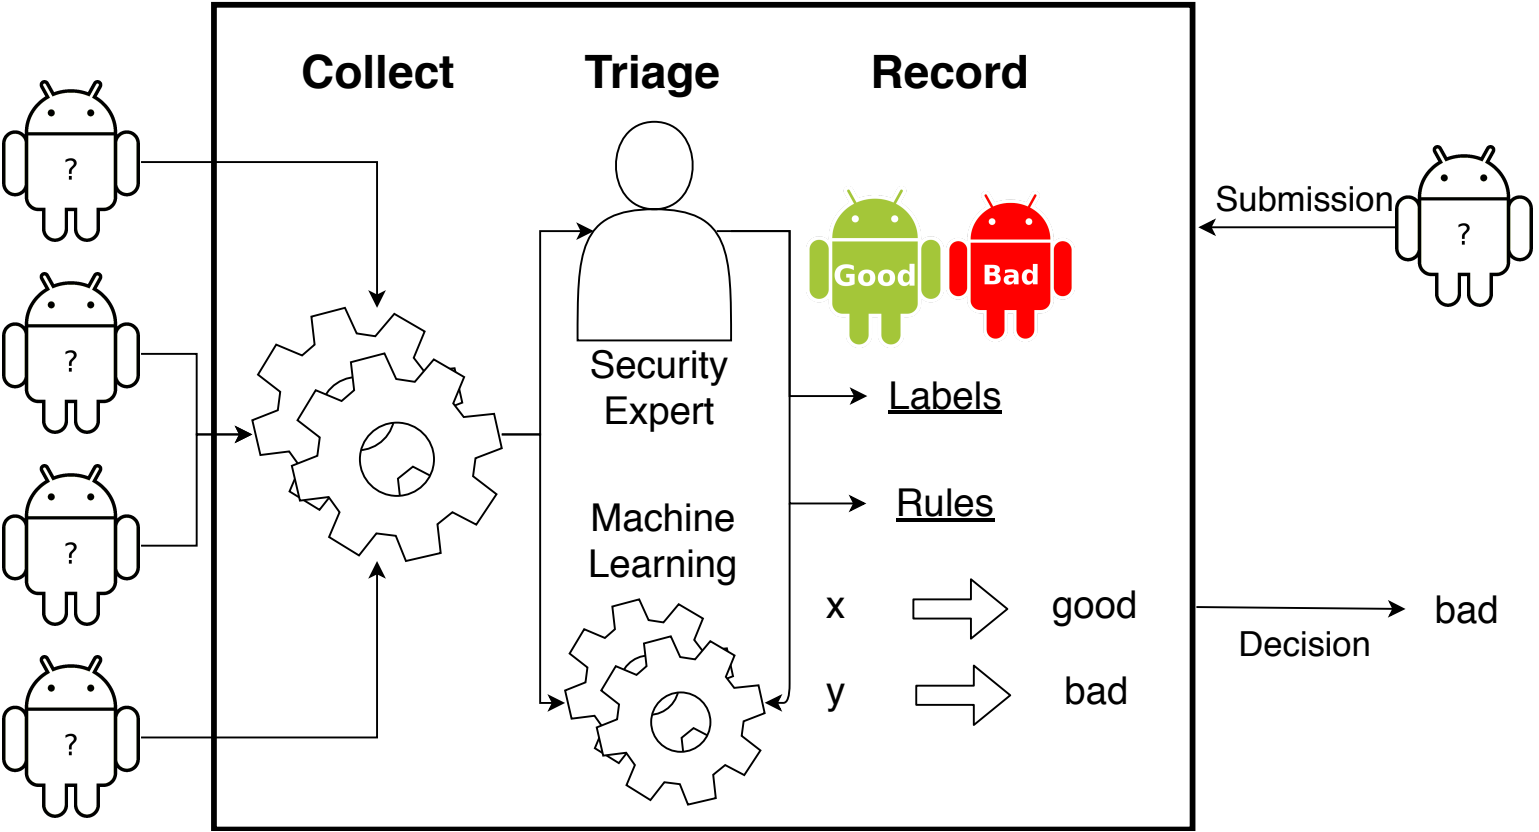 Collect
Triage
Record
?
?
?
?
Security
Expert
Machine
Learning
Good
Bad
Labels
Rules
x
good
y
bad
Submission
?
Decision
bad